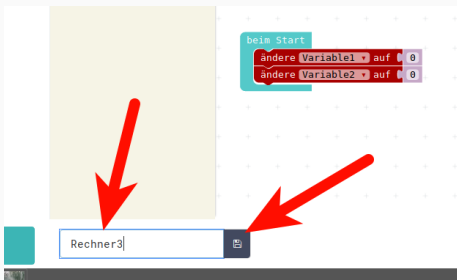 beim Start
ändere Variable1 auf 0
ändere Variable2 auf 0
Rechner3